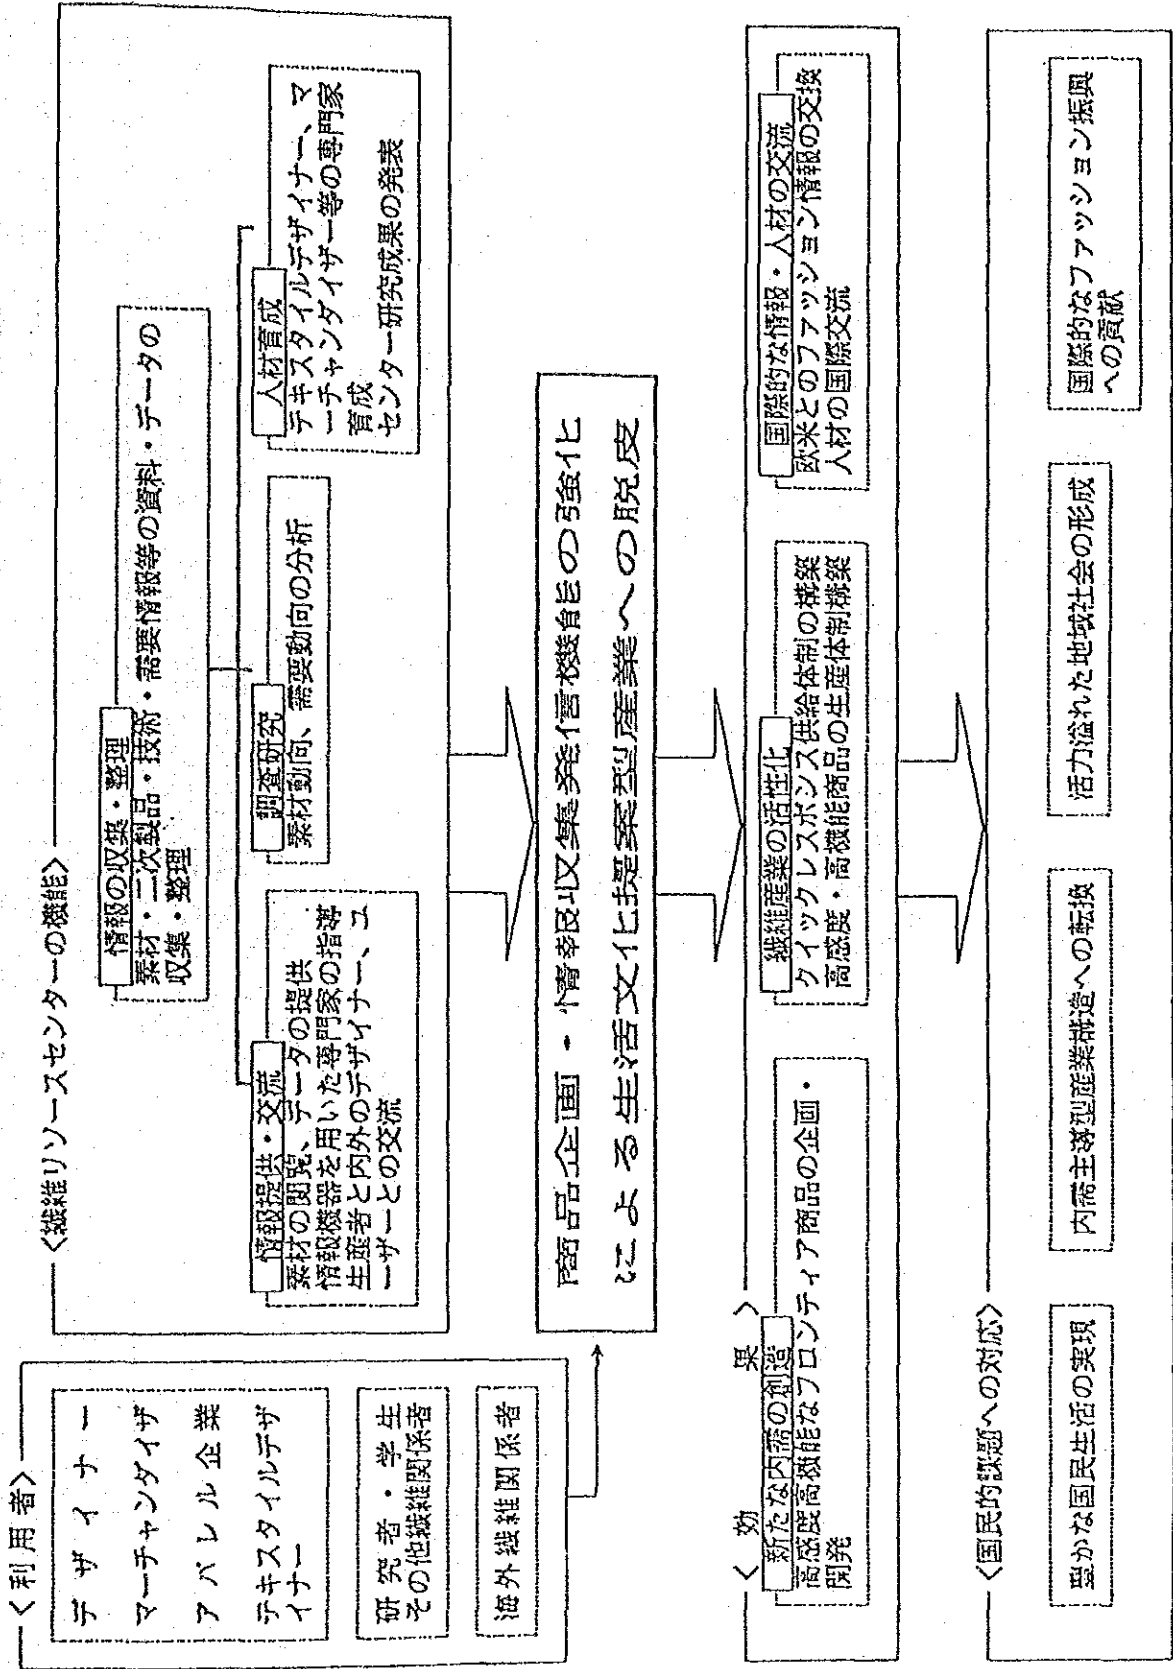 <利用者>
デザイナー
マーチャンダイザ
アパレル企業
テキスタイルデザ
イナー
研究者・学生
その他繊維関係者
海外繊維関係者
<繊維リソースセンターの機能>
情報の収集・整理
素材・二次製品・技術・需要情報等の資料・データの
収集・整理
情報提供・交流
素材の閲覧、データの提供
情報機器を用いた専門家の指導
生産者と内外のデザイナー、ユ
ーザーとの交流
調査研究
素材動向、需要動向の分析
人材育成
テキスタイルデザイナー、マ
ーチャンダイザー等の専門家
育成
センター研究成果の発表
商品企画・情報収集発信機能の強化
による生活文化提案型産業への脱皮
<効果>
新たな内需の創造
高感度高機能なフロンティア商品の企画・
開発
繊維産業の活性化
クイックレスポンス供給体制の構築
高感度・高機能商品の生産体制構築
国際的な情報・人材の交流
欧米とのファッション情報の交換
人材の国際交流
<国民的課題への対応>
豊かな国民生活の実現
内需主導型産業構造への転換
活力溢れた地域社会の形成
国際的なファッション振興
への貢献